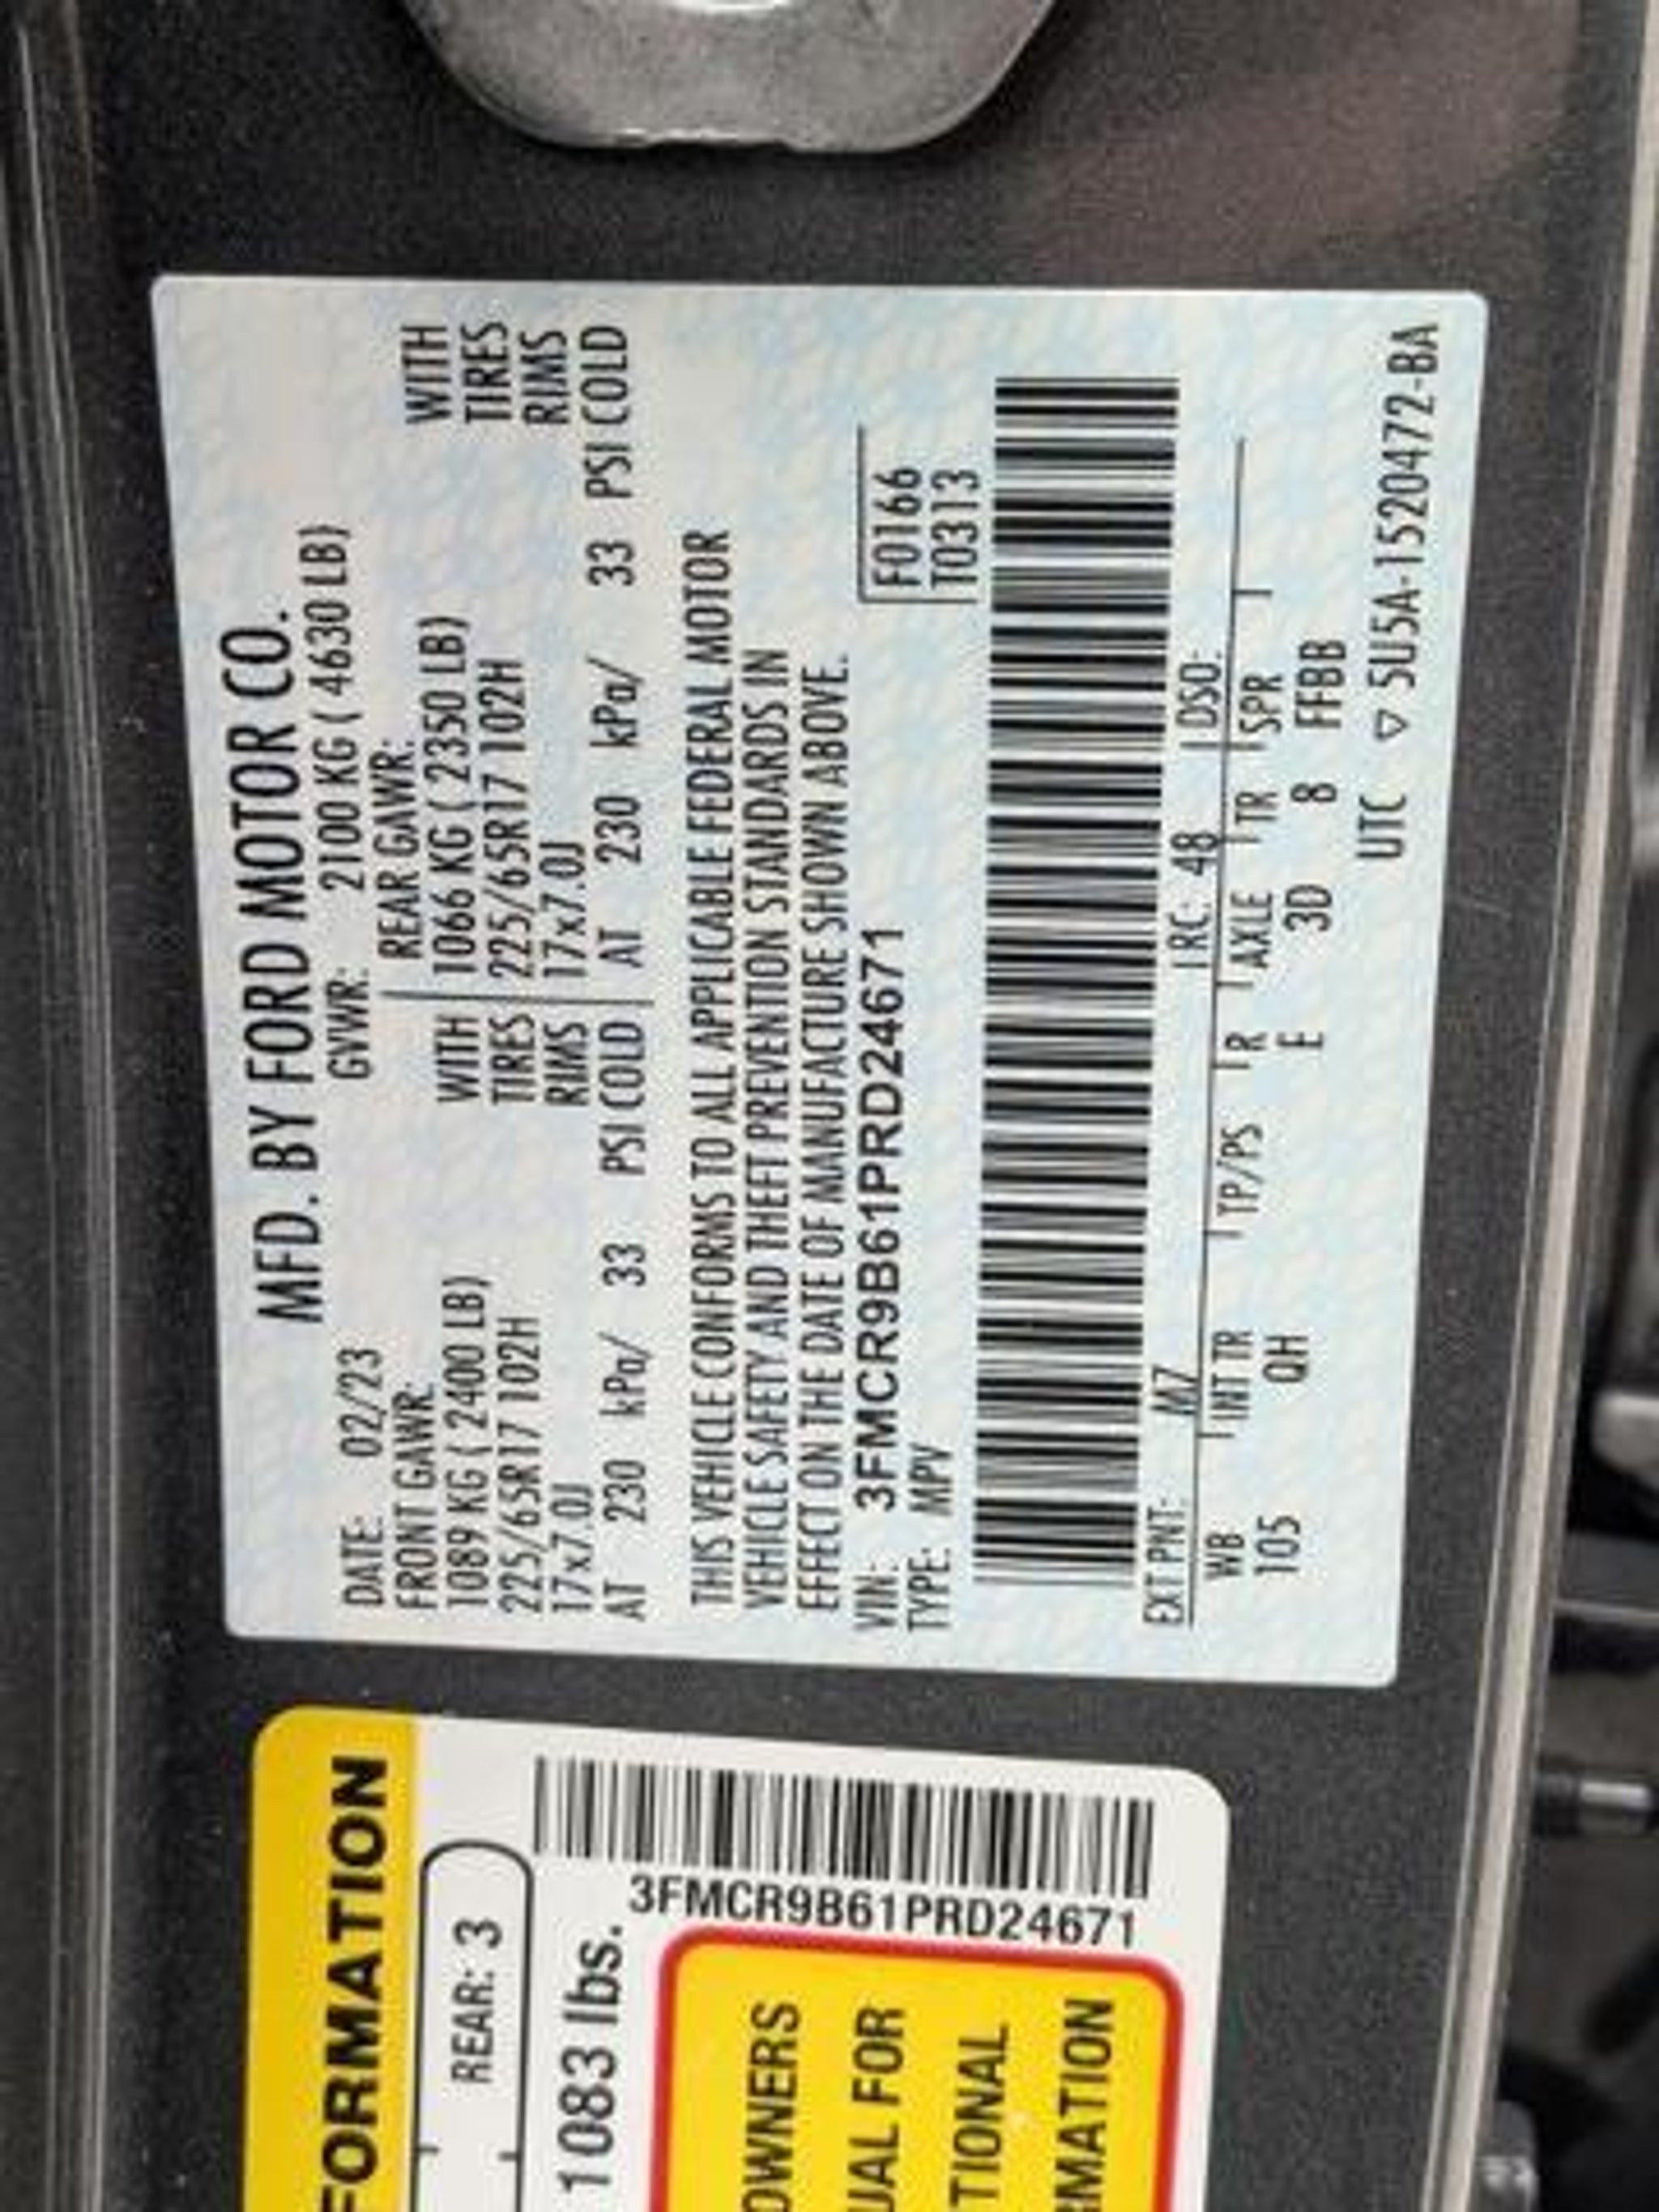 MFD. BY FORD MOTOR CO.
DATE: 02/23 GVWR: 2100 KG ( 4630 LB)
FRONT GAWR: REAR GAWR:
1089 KG ( 2400 LB) WITH 1066 KG ( 2350 LB) WITH
225/65R17 102H TIRES 225/65R17 102H TIRES
17x7.0J RIMS 17x7.0J RIMS
AT 230 kPa/ 33 PSI COLD AT 230 kPa/ 33 PSI COLD
THIS VEHICLE CONFORMS TO ALL APPLICABLE FEDERAL MOTOR
VEHICLE SAFETY AND THEFT PREVENTION STANDARDS IN
EFFECT ON THE DATE OF MANUFACTURE SHOWN ABOVE.
VIN: 3FMCR9B61PRD24671 F0166
TYPE: MPV T0313
EXT PNT: M7 RC: 48 DSO:
WB INT TR TP/PS R AXLE TR SPR
105 QH E 3D 8 FFBB
UTC ▽ 5U5A-1520472-BA
FORMATION
REAR: 3
1083 lbs.
3FMCR9B61PRD24671
OWNERS
UAL FOR
TIONAL
RMATION